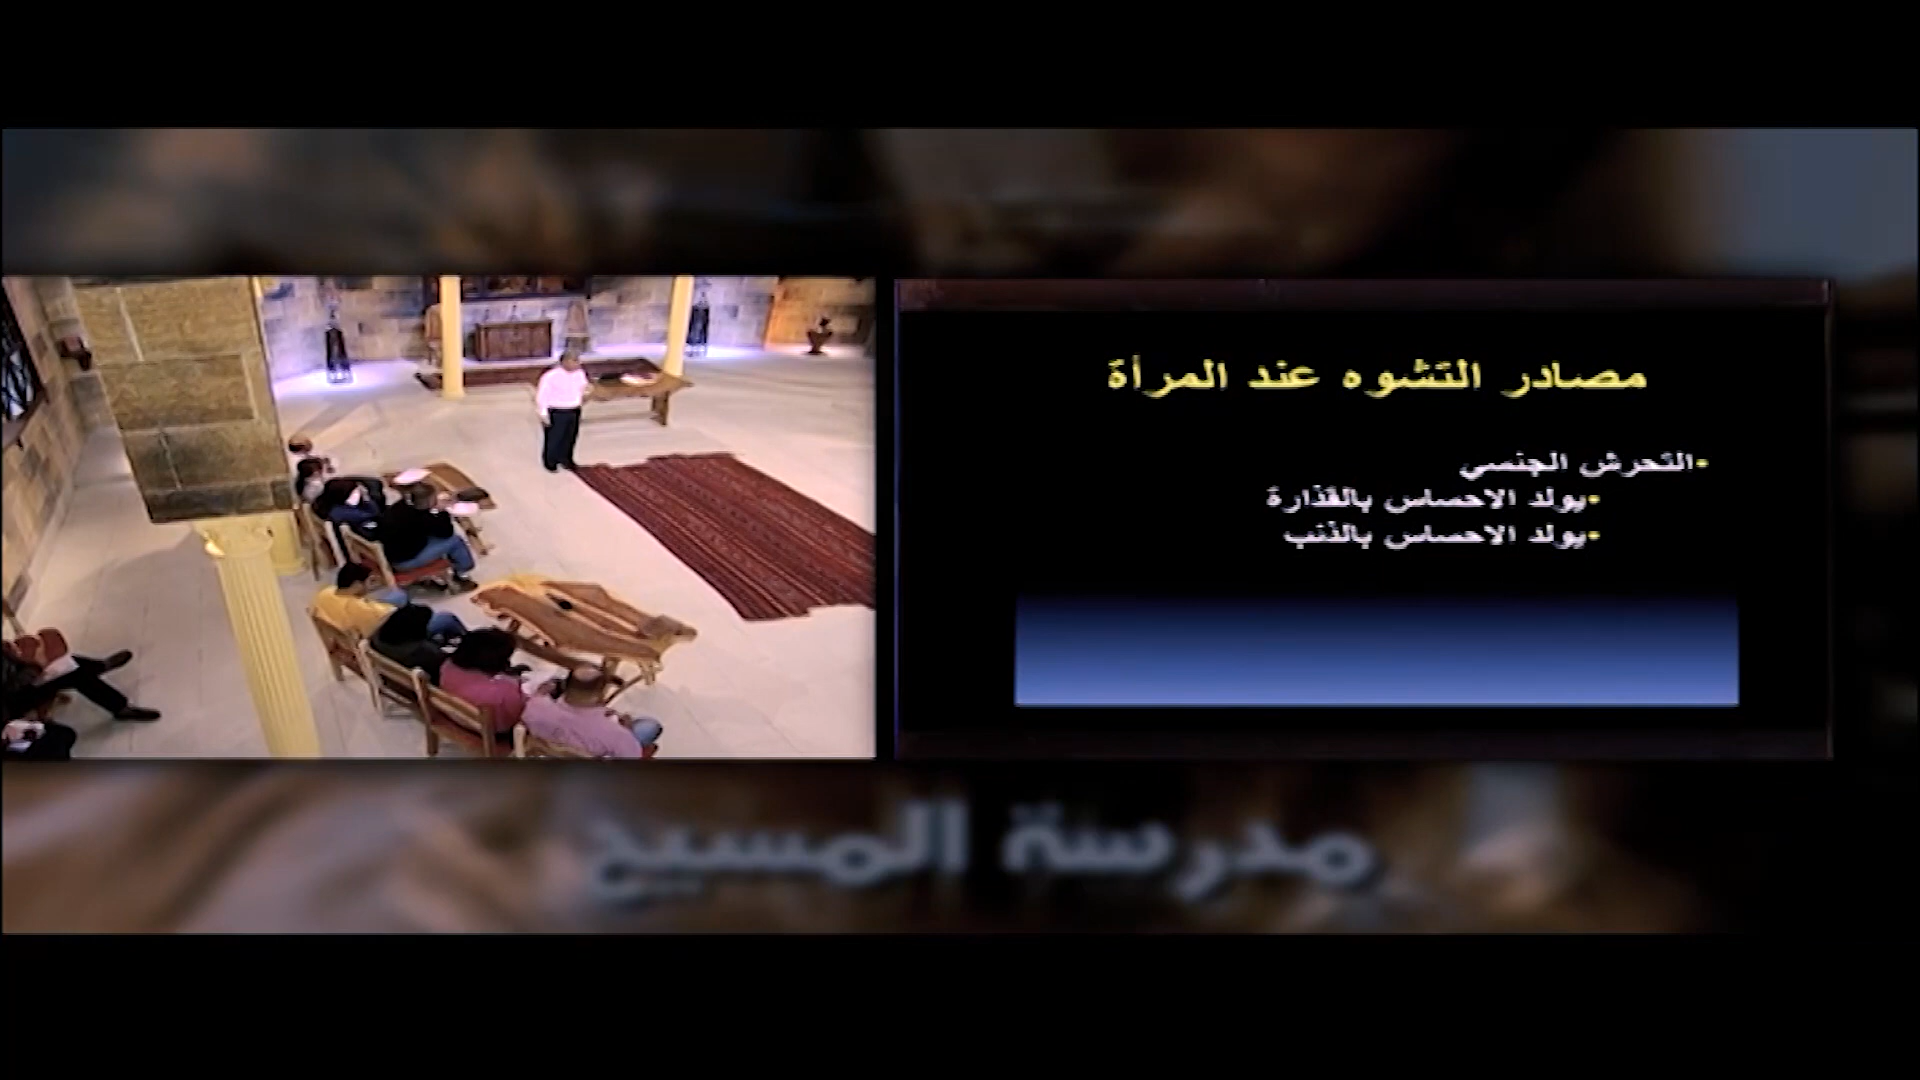 مصادر التشوه عند المرأة
•التحرش الجنسي
•يولد الاحساس بالقذارة
•يولد الاحساس بالذنب
مدرسة المسيح